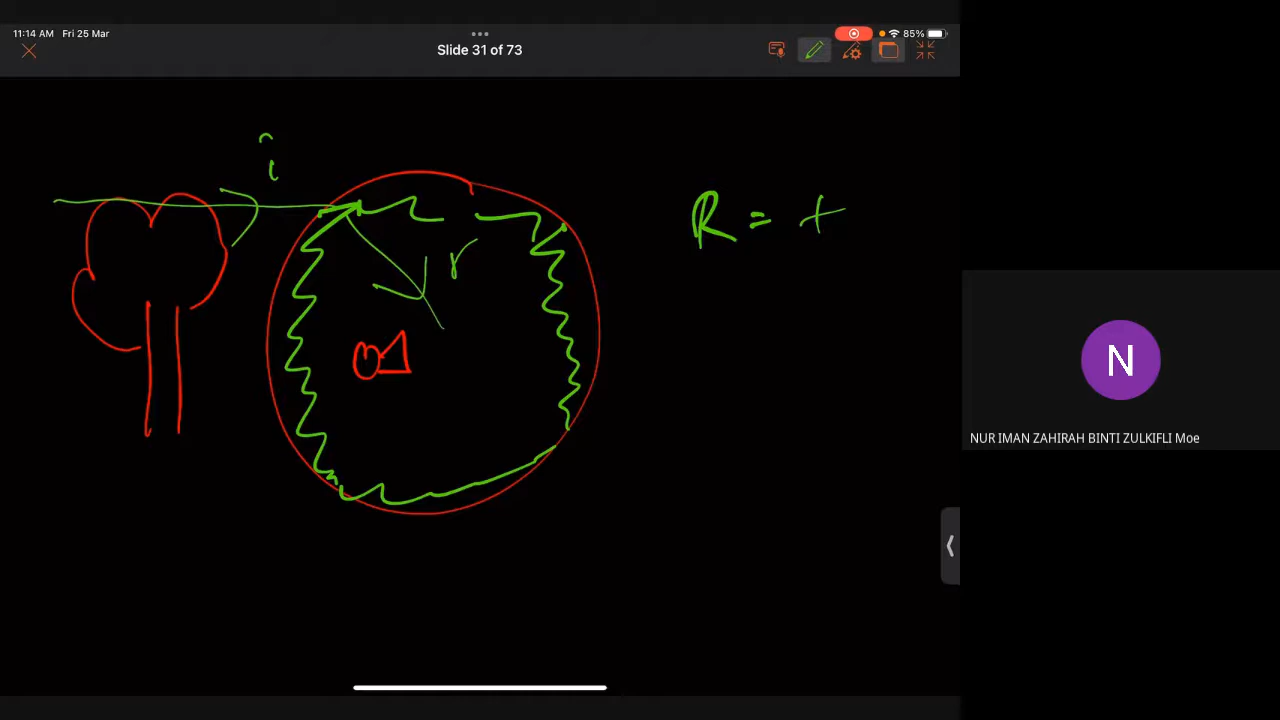 11:14 AM Fri 25 Mar
85%
Slide 31 of 73
î
r
R = +
N
NUR IMAN ZAHIRAH BINTI ZULKIFLI Moe